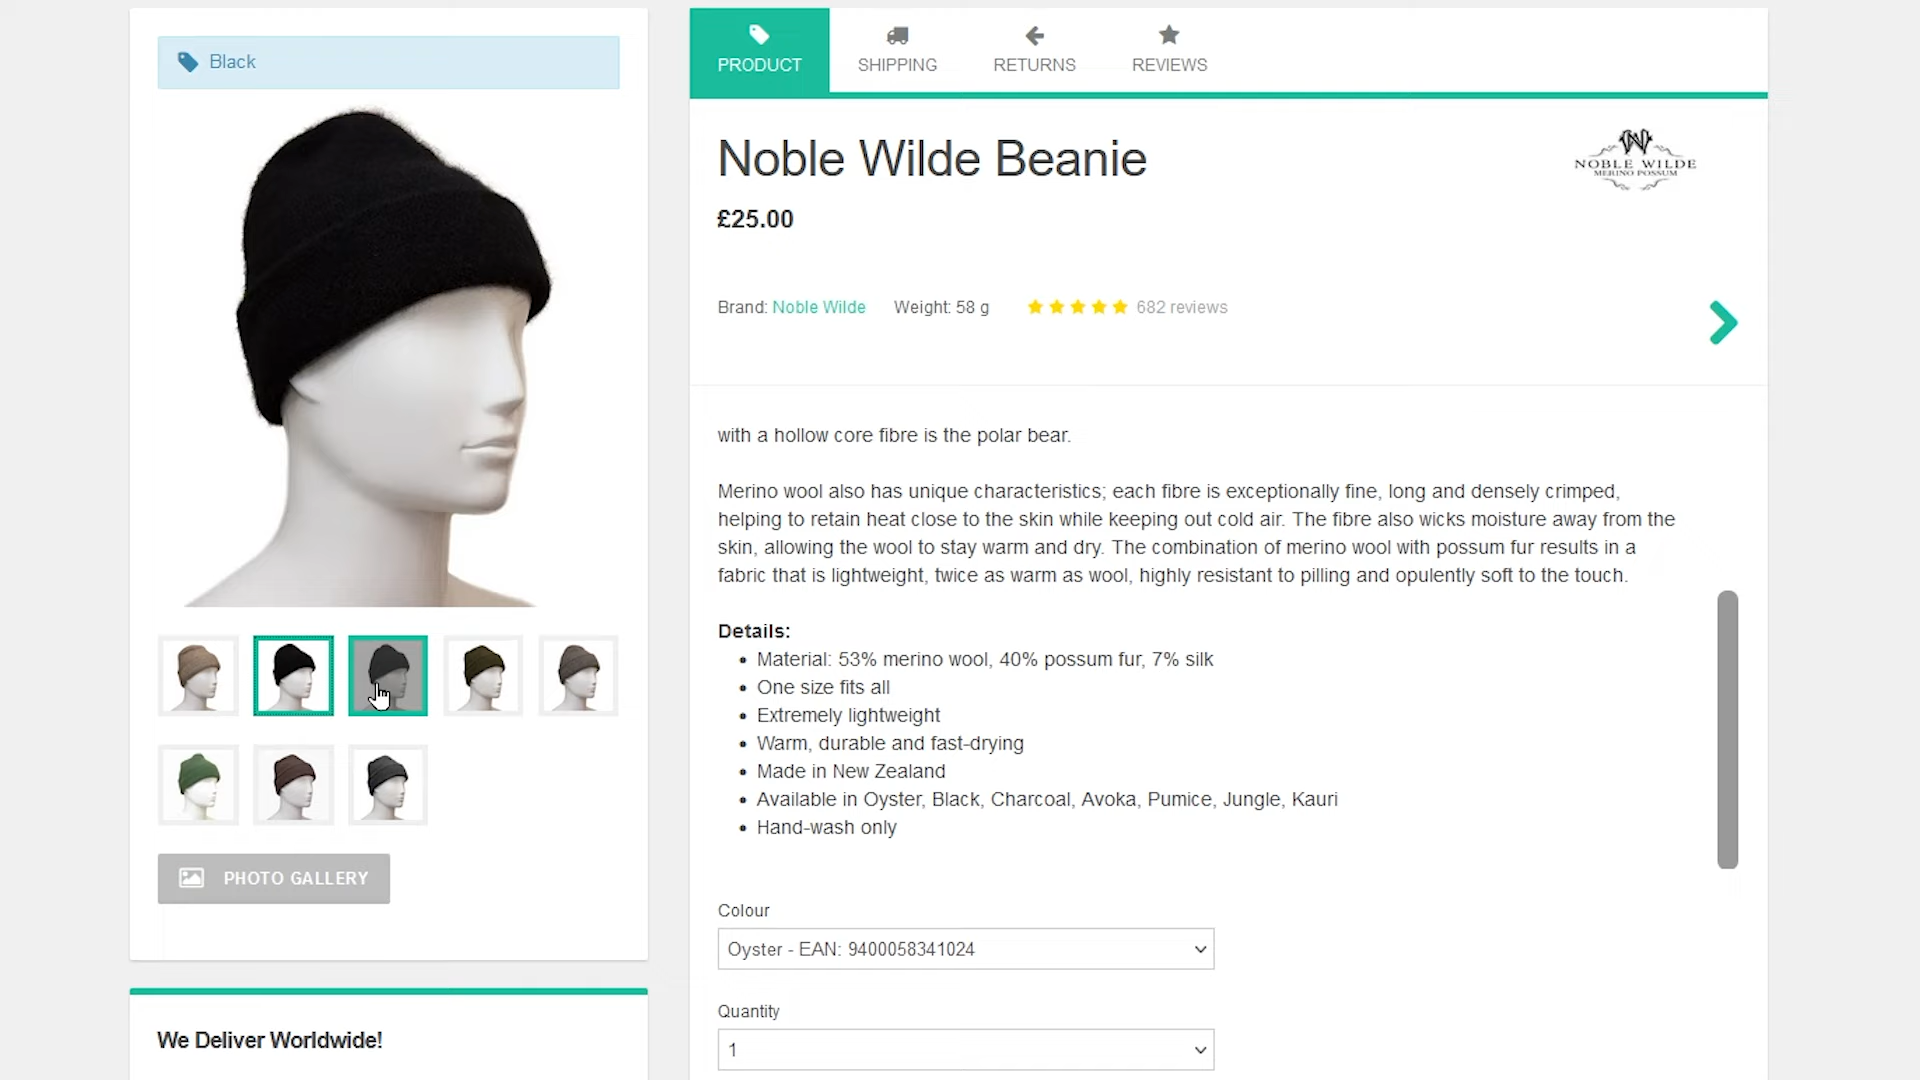 Black
PRODUCT
SHIPPING
RETURNS
REVIEWS
Noble Wilde Beanie
NOBLE WILDE
MERINO POSSUM
£25.00
Brand: Noble Wilde
Weight: 58 g
682 reviews
with a hollow core fibre is the polar bear.
Merino wool also has unique characteristics; each fibre is exceptionally fine, long and densely crimped,
helping to retain heat close to the skin while keeping out cold air. The fibre also wicks moisture away from the
skin, allowing the wool to stay warm and dry. The combination of merino wool with possum fur results in a
fabric that is lightweight, twice as warm as wool, highly resistant to pilling and opulently soft to the touch.
Details:
• Material: 53% merino wool, 40% possum fur, 7% silk
• One size fits all
• Extremely lightweight
• Warm, durable and fast-drying
• Made in New Zealand
• Available in Oyster, Black, Charcoal, Avoka, Pumice, Jungle, Kauri
• Hand-wash only
PHOTO GALLERY
Colour
Oyster - EAN: 9400058341024
Quantity
1
We Deliver Worldwide!